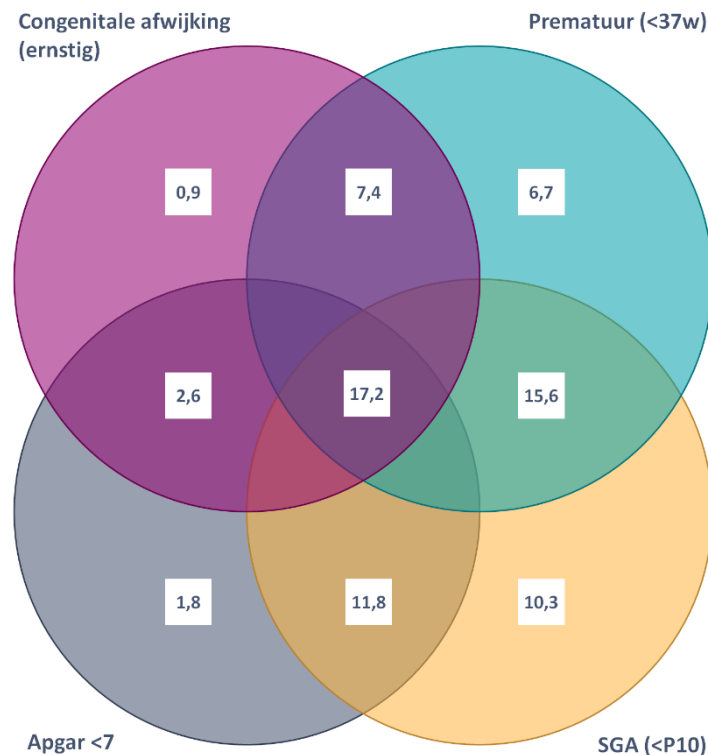 Congenitale afwijking
(ernstig)
Prematuur (<37w)
0,9
7,4
6,7
2,6
17,2
15,6
1,8
11,8
10,3
Apgar <7
SGA (<P10)